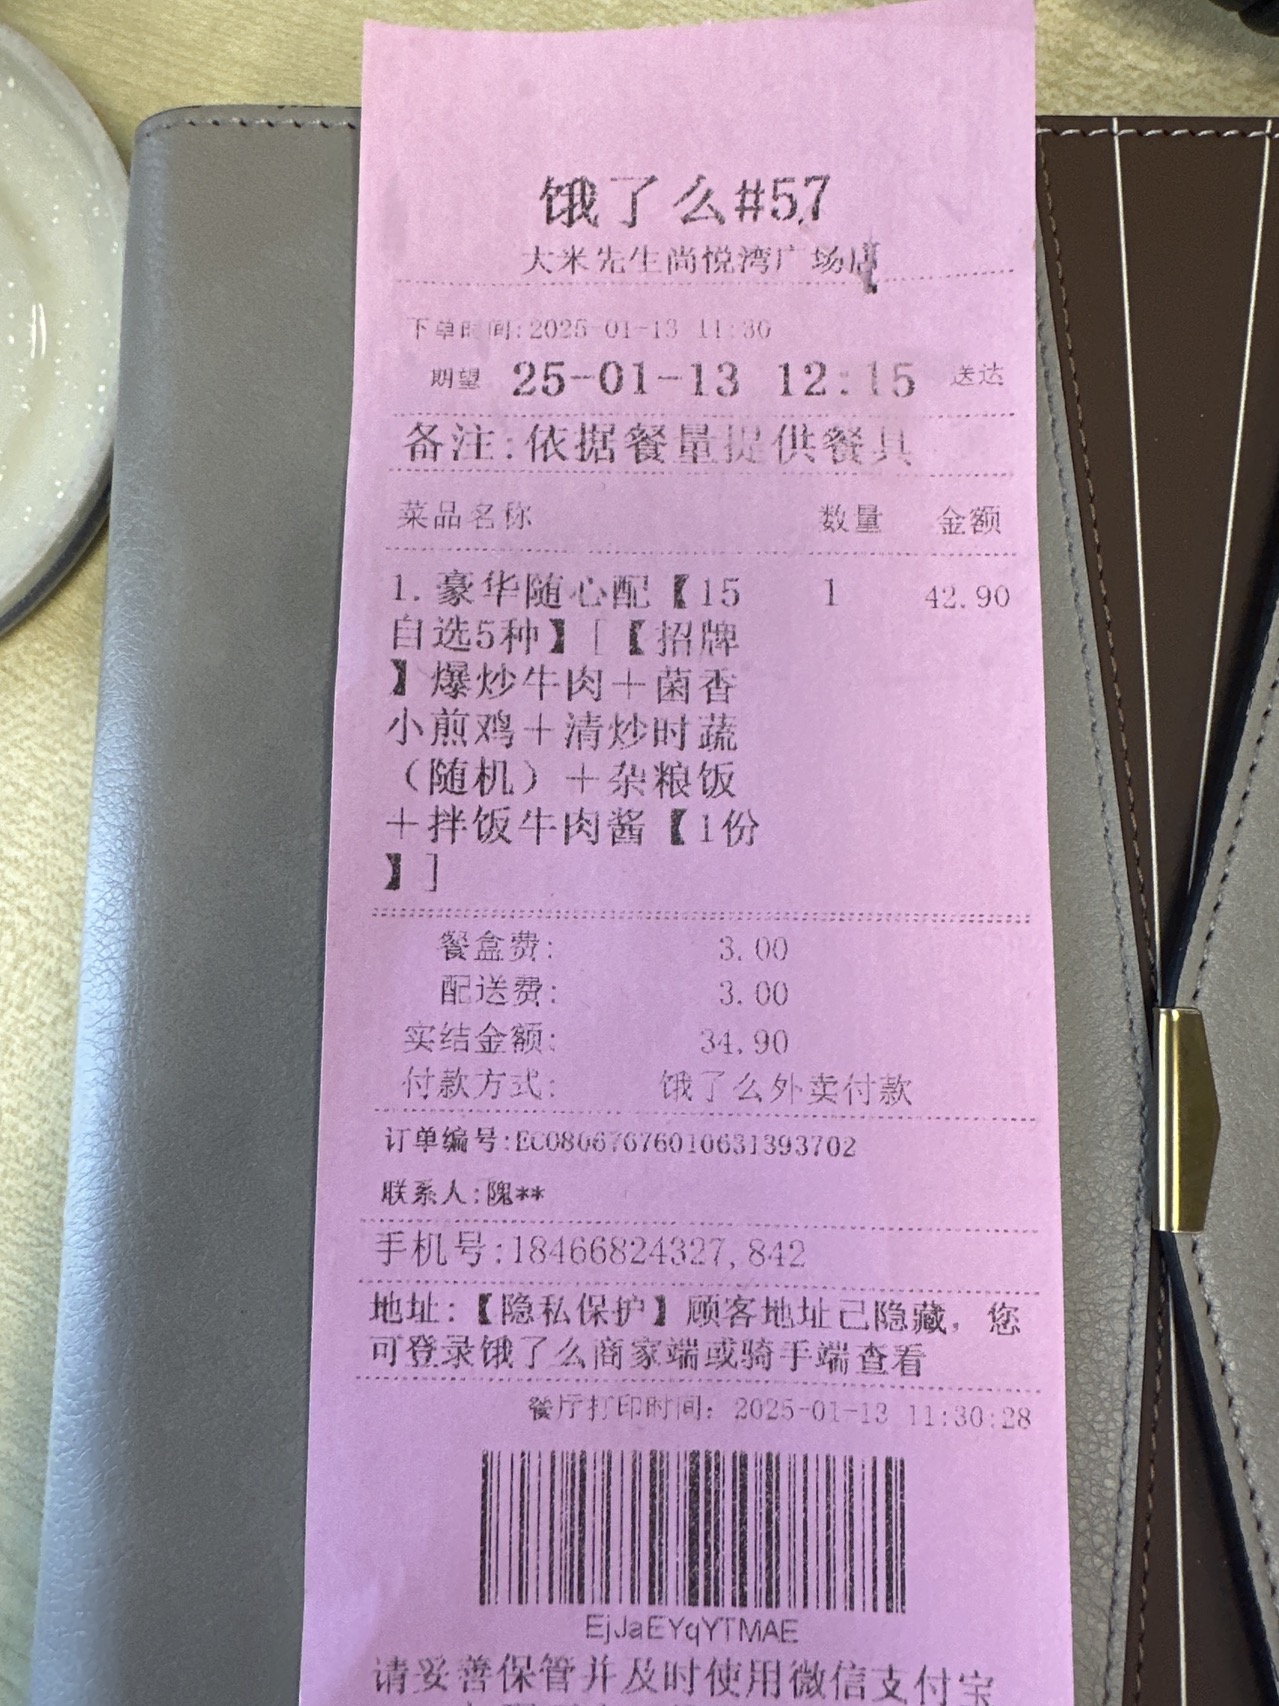 饿了么#57
大米先生尚悦湾广场店
下单时间:2025-01-13 11:30
期望 25-01-13 12:15 送达
备注:依据餐量提供餐具
菜品名称 数量 金额
1.豪华随心配【15 1 42.90
自选5种】[【招牌
】爆炒牛肉+菌香
小煎鸡+清炒时蔬
(随机)+杂粮饭
+拌饭牛肉酱【1份
】]
餐盒费: 3.00
配送费: 3.00
实结金额: 34.90
付款方式: 饿了么外卖付款
订单编号:EC08067676010631393702
联系人:隗**
手机号:18466824327,842
地址:【隐私保护】顾客地址已隐藏，您
可登录饿了么商家端或骑手端查看
餐厅打印时间: 2025-01-13 11:30:28
EjJaEYqYTMAE
请妥善保管并及时使用微信支付宝